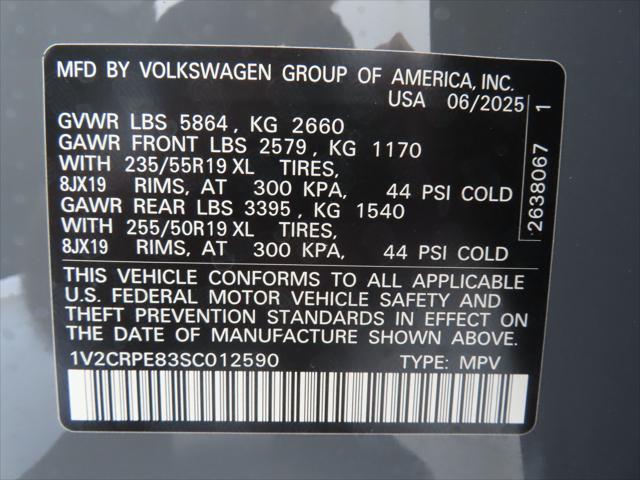 MFD BY VOLKSWAGEN GROUP OF AMERICA, INC.
USA 06/2025
GVWR LBS 5864, KG 2660
GAWR FRONT LBS 2579, KG 1170
WITH 235/55R19 XL TIRES,
8JX19 RIMS, AT 300 KPA, 44 PSI COLD
GAWR REAR LBS 3395, KG 1540
WITH 255/50R19 XL TIRES,
8JX19 RIMS, AT 300 KPA, 44 PSI COLD
THIS VEHICLE CONFORMS TO ALL APPLICABLE
U.S. FEDERAL MOTOR VEHICLE SAFETY AND
THEFT PREVENTION STANDARDS IN EFFECT ON
THE DATE OF MANUFACTURE SHOWN ABOVE.
1V2CRPE83SC012590 TYPE: MPV
2638067 1